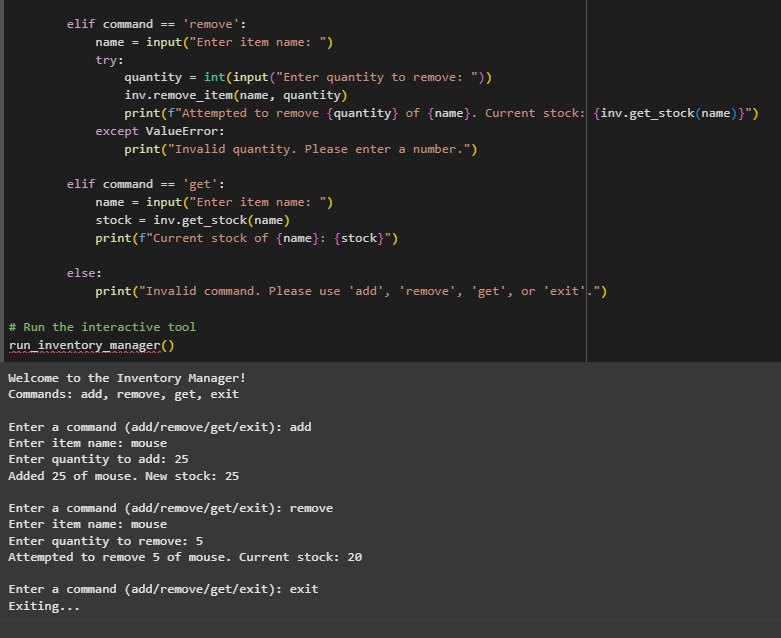 elif command == 'remove':
name = input("Enter item name: ")
try:
quantity = int(input("Enter quantity to remove: "))
inv.remove_item(name, quantity)
print(f"Attempted to remove {quantity} of {name}. Current stock: {inv.get_stock(name)}")
except ValueError:
print("Invalid quantity. Please enter a number.")
elif command == 'get':
name = input("Enter item name: ")
stock = inv.get_stock(name)
print(f"Current stock of {name}: {stock}")
else:
print("Invalid command. Please use 'add', 'remove', 'get', or 'exit'.")
# Run the interactive tool
run_inventory_manager()
Welcome to the Inventory Manager!
Commands: add, remove, get, exit
Enter a command (add/remove/get/exit): add
Enter item name: mouse
Enter quantity to add: 25
Added 25 of mouse. New stock: 25
Enter a command (add/remove/get/exit): remove
Enter item name: mouse
Enter quantity to remove: 5
Attempted to remove 5 of mouse. Current stock: 20
Enter a command (add/remove/get/exit): exit
Exiting...